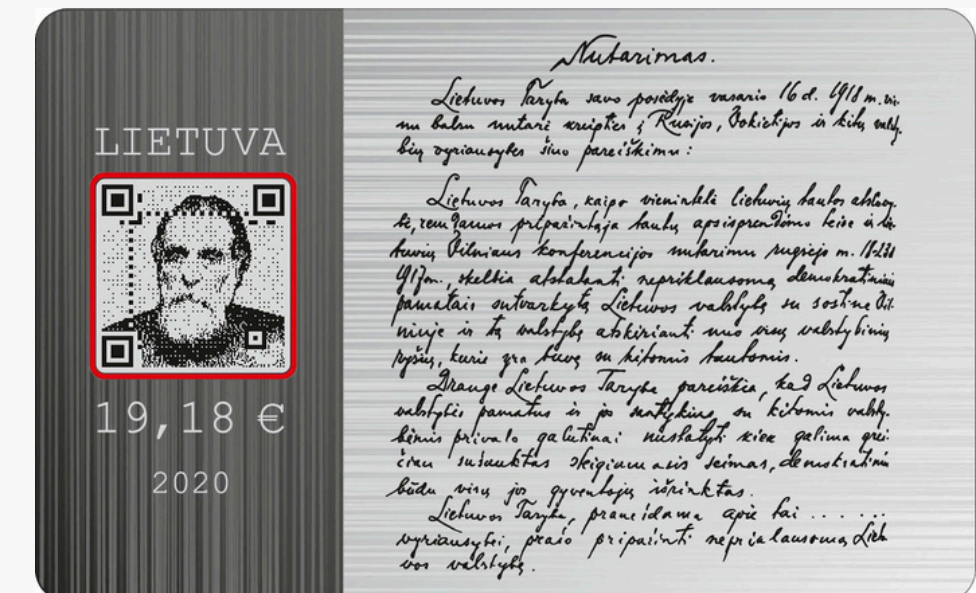 LIETUVA
19,18 €
2020
Nutarimas.
Lietuvos Taryba savo posėdyje vasario 16 d. 1918 m. vie-
nu balsu nutarė kreipties į Rusijos, Vokietijos ir kitų valsty-
bių vyriausybes šiuo pareiškimu:
Lietuvos Taryba, kaipo vienintelė lietuvių tautos atstovy-
bė, remdamos pripažintąja tautų apsisprendimo teise ir lie-
tuvių Vilniaus konferencijos nutarimu rugsėjo m. 18-23 d.
1917 m., skelbia atstatanti nepriklausomą demokratiniais
pamatais sutvarkytą Lietuvos valstybę su sostine Vil-
niuje ir tą valstybę atskirianti nuo visų valstybinių
ryšių, kurie yra buvę su kitomis tautomis.
Drauge Lietuvos Taryba pareiškia, kad Lietuvos
valstybės pamatus ir jos santykius su kitomis valsty-
bėmis privalo galutinai nustatyti kiek galima grei-
čiau sušauktas steigiamasis seimas, demokratiniu
būdu visų jos gyventojų išrinktas.
Lietuvos Taryba, pranešdama apie tai . . . . . .
vyriausybei, prašo pripažinti nepriklausomą Lietu-
vos valstybę.